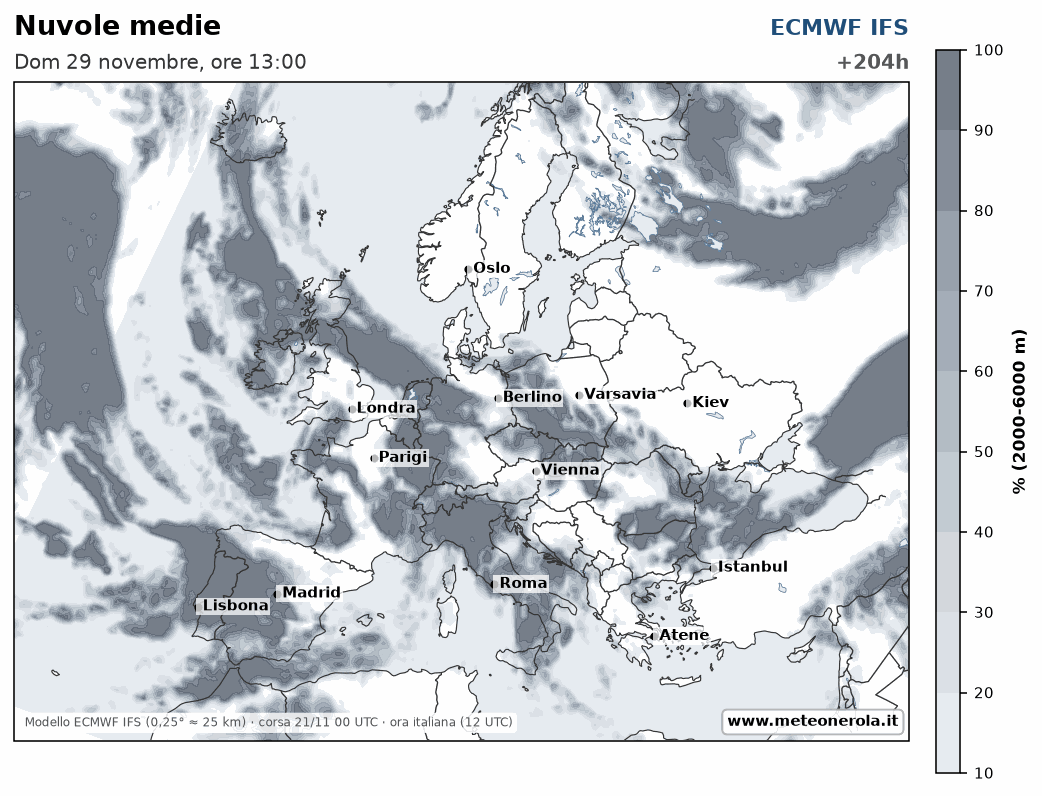 Nuvole medie
ECMWF IFS
Dom 29 novembre, ore 13:00
+204h
Oslo
Londra
Berlino
Varsavia
Kiev
Parigi
Vienna
Istanbul
Roma
Madrid
Lisbona
Atene
Modello ECMWF IFS (0,25° ≈ 25 km) · corsa 21/11 00 UTC · ora italiana (12 UTC)
www.meteonerola.it
100
90
80
70
60
50
40
30
20
10
% (2000-6000 m)